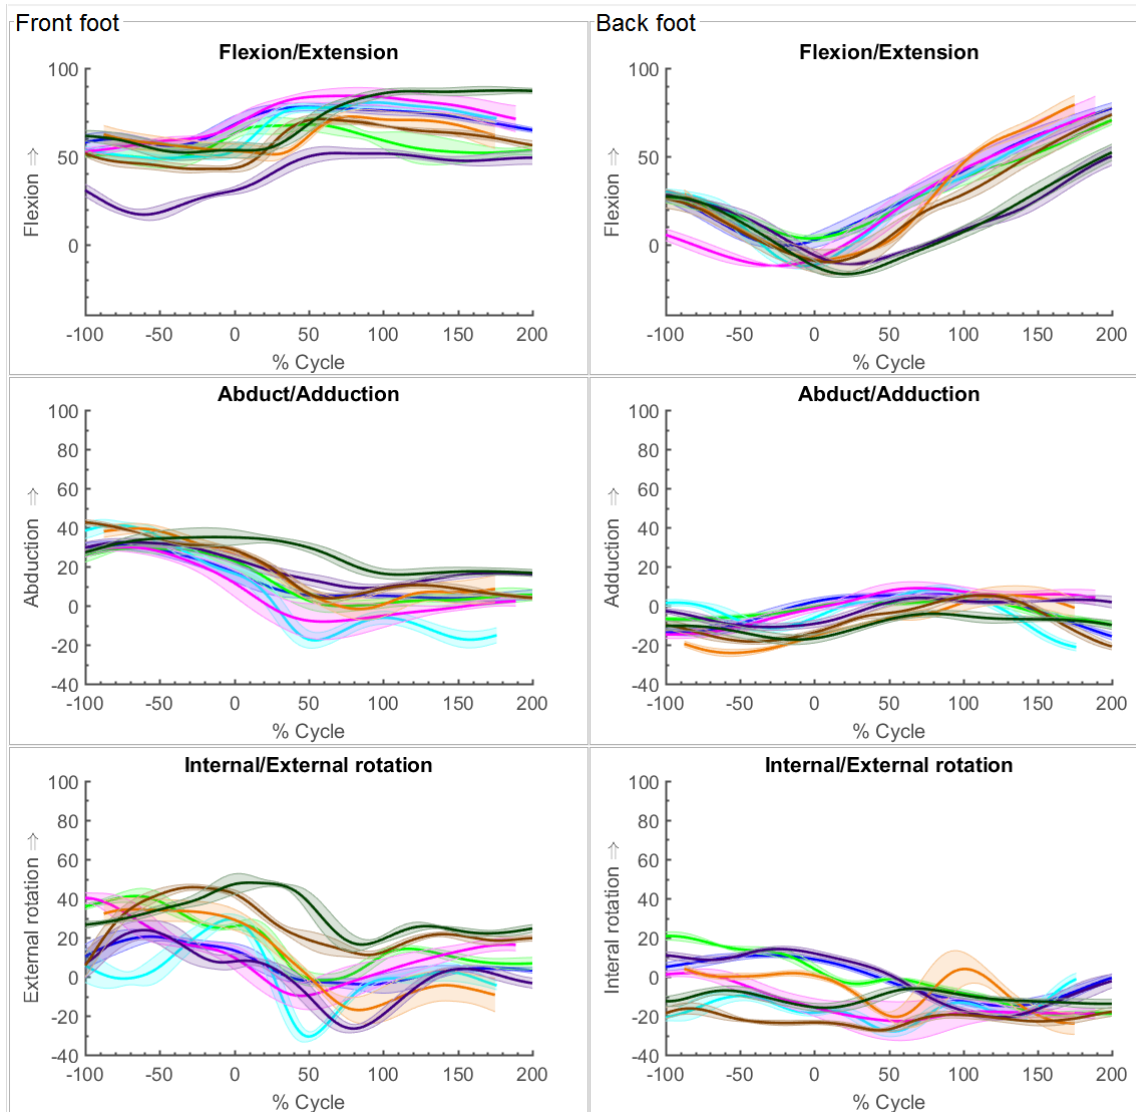 Front foot
Flexion/Extension
100
50
0
Flexion ⇒
-100 -50 0 50 100 150 200
% Cycle
Abduct/Adduction
100
80
60
40
20
0
-20
-40
Abduction ⇒
-100 -50 0 50 100 150 200
% Cycle
Internal/External rotation
100
80
60
40
20
0
-20
-40
External rotation ⇒
-100 -50 0 50 100 150 200
% Cycle
Back foot
Flexion/Extension
100
50
0
Flexion ⇒
-100 -50 0 50 100 150 200
% Cycle
Abduct/Adduction
100
80
60
40
20
0
-20
-40
Adduction ⇒
-100 -50 0 50 100 150 200
% Cycle
Internal/External rotation
100
80
60
40
20
0
-20
-40
Interal rotation ⇒
-100 -50 0 50 100 150 200
% Cycle